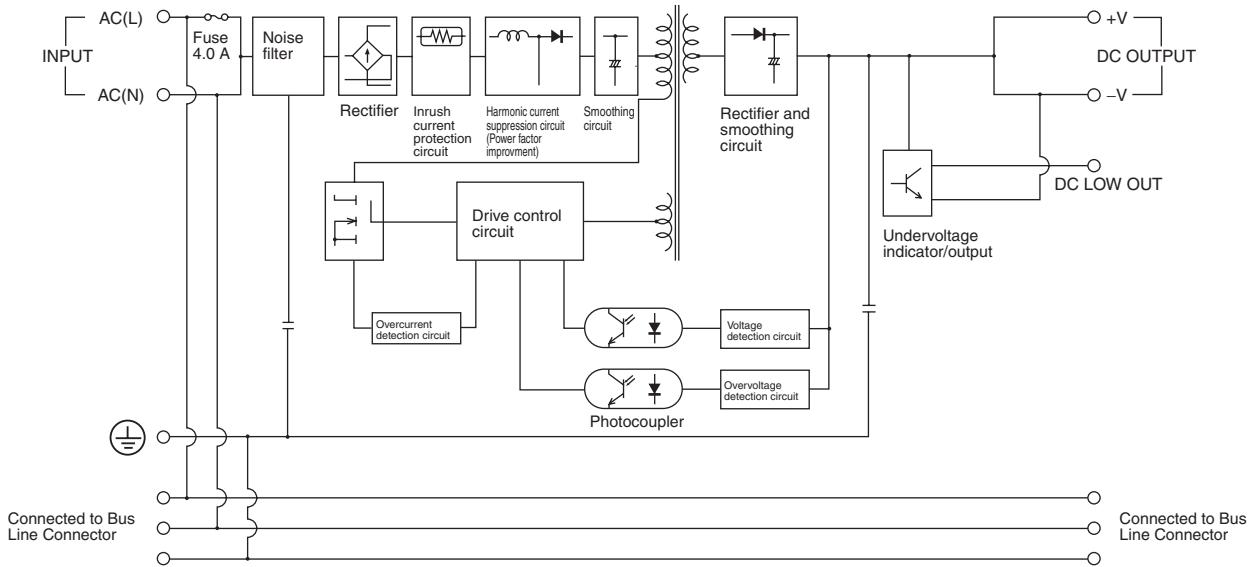 AC(L)
INPUT
AC(N)
Fuse
4.0 A
Noise
filter
Rectifier
Inrush
current
protection
circuit
Harmonic current
suppression circuit
(Power factor
improvment)
Smoothing
circuit
Rectifier and
smoothing
circuit
+V
DC OUTPUT
–V
DC LOW OUT
Undervoltage
indicator/output
Drive control
circuit
Overcurrent
detection circuit
Voltage
detection circuit
Overvoltage
detection circuit
Photocoupler
Connected to Bus
Line Connector
Connected to Bus
Line Connector